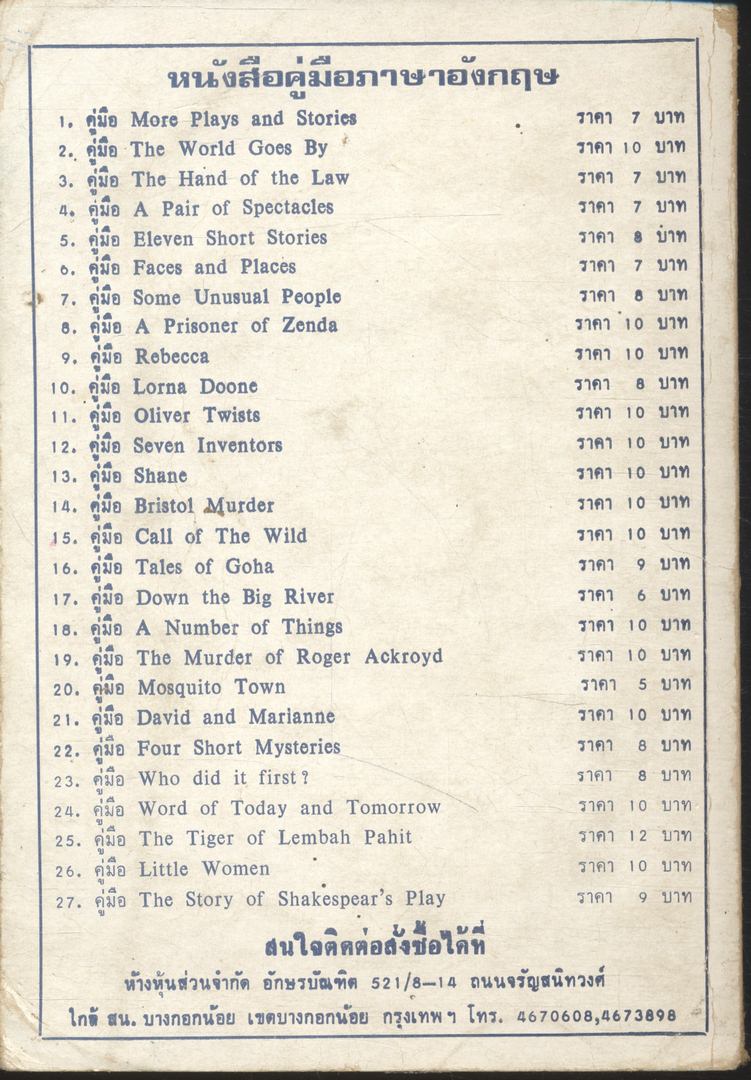 หนังสือคู่มือภาษาอังกฤษ
1. คู่มือ More Plays and Stories ราคา 7 บาท
2. คู่มือ The World Goes By ราคา 10 บาท
3. คู่มือ The Hand of the Law ราคา 7 บาท
4. คู่มือ A Pair of Spectacles ราคา 7 บาท
5. คู่มือ Eleven Short Stories ราคา 8 บาท
6. คู่มือ Faces and Places ราคา 7 บาท
7. คู่มือ Some Unusual People ราคา 8 บาท
8. คู่มือ A Prisoner of Zenda ราคา 10 บาท
9. คู่มือ Rebecca ราคา 10 บาท
10. คู่มือ Lorna Doone ราคา 8 บาท
11. คู่มือ Oliver Twists ราคา 10 บาท
12. คู่มือ Seven Inventors ราคา 10 บาท
13. คู่มือ Shane ราคา 10 บาท
14. คู่มือ Bristol Murder ราคา 10 บาท
15. คู่มือ Call of The Wild ราคา 10 บาท
16. คู่มือ Tales of Goha ราคา 9 บาท
17. คู่มือ Down the Big River ราคา 6 บาท
18. คู่มือ A Number of Things ราคา 10 บาท
19. คู่มือ The Murder of Roger Ackroyd ราคา 10 บาท
20. คู่มือ Mosquito Town ราคา 5 บาท
21. คู่มือ David and Marianne ราคา 10 บาท
22. คู่มือ Four Short Mysteries ราคา 8 บาท
23. คู่มือ Who did it first? ราคา 8 บาท
24. คู่มือ Word of Today and Tomorrow ราคา 10 บาท
25. คู่มือ The Tiger of Lembah Pahit ราคา 12 บาท
26. คู่มือ Little Women ราคา 10 บาท
27. คู่มือ The Story of Shakespear's Play ราคา 9 บาท
สนใจติดต่อสั่งซื้อได้ที่
ห้างหุ้นส่วนจำกัด อักษรบัณฑิต 521/8–14 ถนนจรัญสนิทวงศ์
ใกล้ สน. บางกอกน้อย เขตบางกอกน้อย กรุงเทพฯ โทร. 4670608,4673898